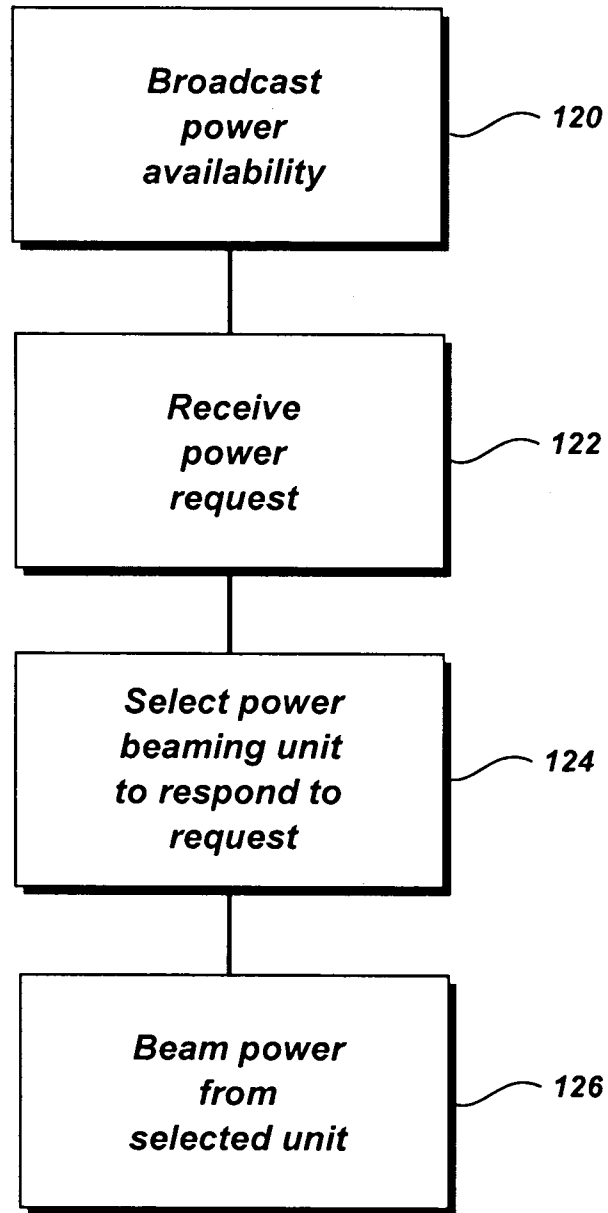 Broadcast
power
availability
120
Receive
power
request
122
Select power
beaming unit
to respond to
request
124
Beam power
from
selected unit
126